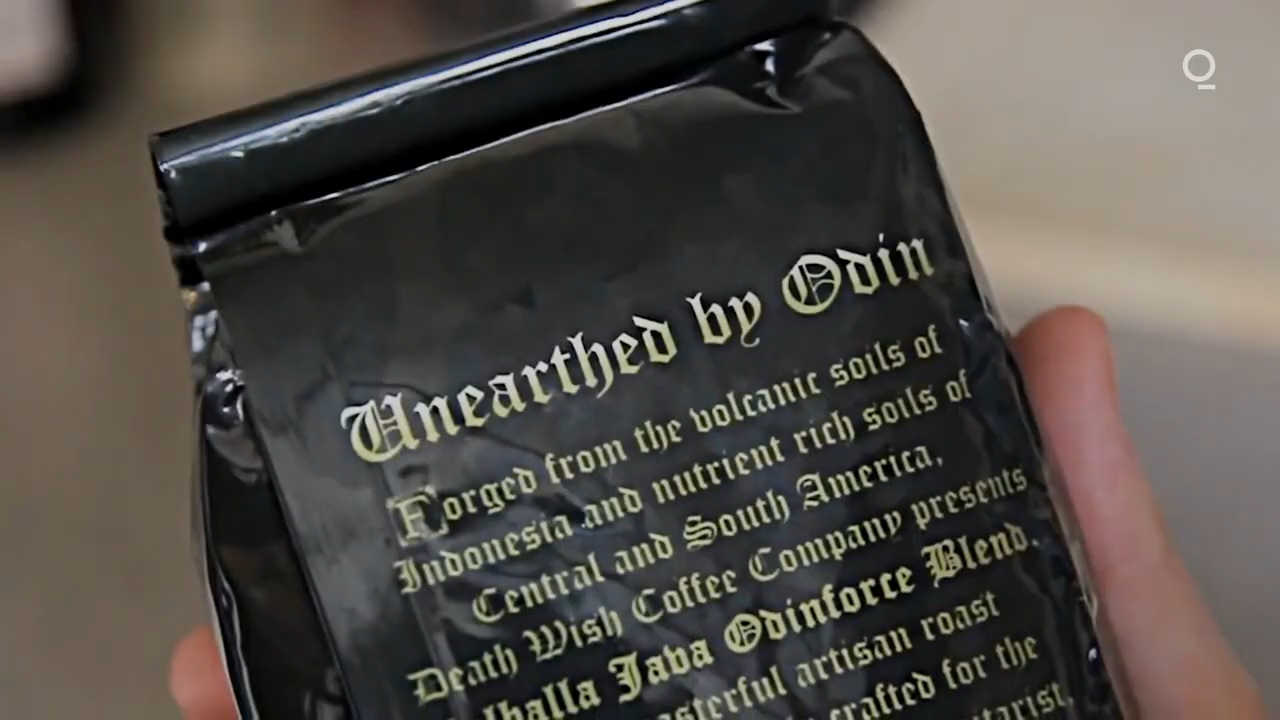 Unearthed by Odin
Forged from the volcanic soils of
Indonesia and nutrient rich soils of
Central and South America,
Death Wish Coffee Company presents
Java Odinforce Blend.
artisan roast
crafted for the